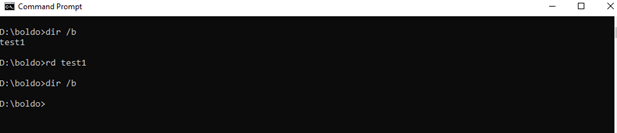 Command Prompt
D:\boldo>dir /b
test1
D:\boldo>rd test1
D:\boldo>dir /b
D:\boldo>